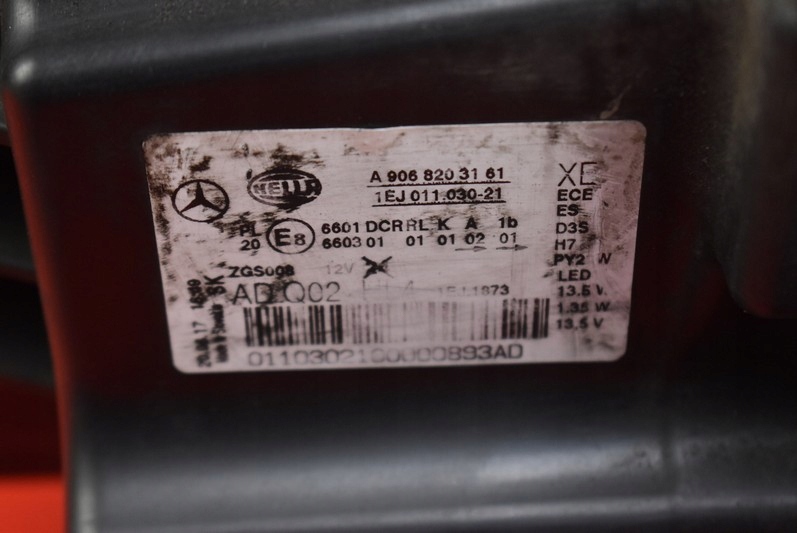 HELLA
A 906 820 31 61
1EJ 011.030-21
XE
ECE
ES
D3S
H7
PY2 W
LED
13.5
1.35 W
13.5 V
PL
20
E8
6601 DCR RL K A 1b
6603 01 01 01 02 01
ZGS008 12V
AD Q02
SK
0110302100000893AD